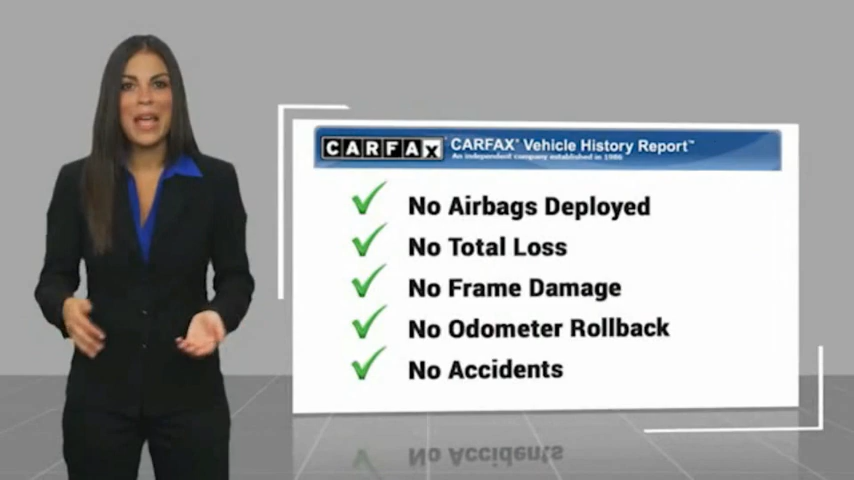 CARFAX CARFAX® Vehicle History Report™
An independent company established in 1986
No Airbags Deployed
No Total Loss
No Frame Damage
No Odometer Rollback
No Accidents
No Accidents